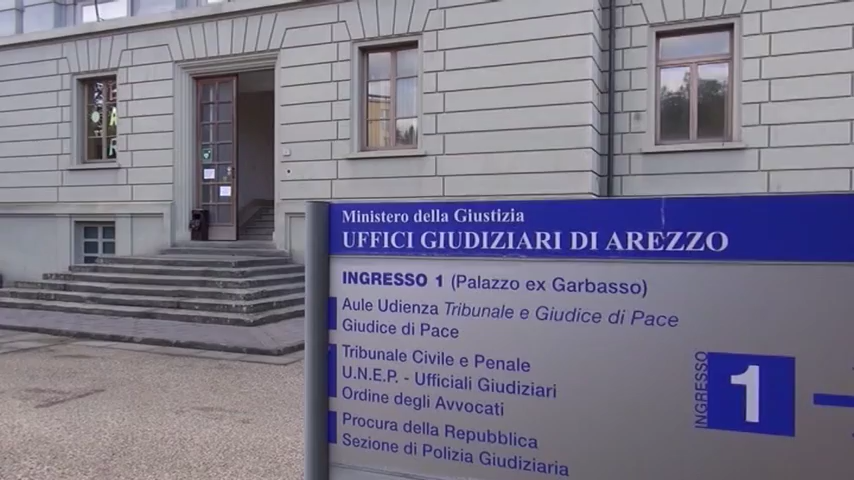 Ministero della Giustizia
UFFICI GIUDIZIARI DI AREZZO
INGRESSO 1 (Palazzo ex Garbasso)
Aule Udienza Tribunale e Giudice di Pace
Giudice di Pace
Tribunale Civile e Penale
U.N.E.P. - Ufficiali Giudiziari
Ordine degli Avvocati
Procura della Repubblica
Sezione di Polizia Giudiziaria
INGRESSO
1